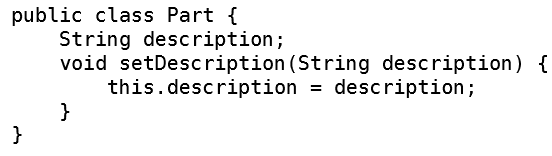 public class Part {
    String description;
    void setDescription(String description) {
        this.description = description;
    }
}